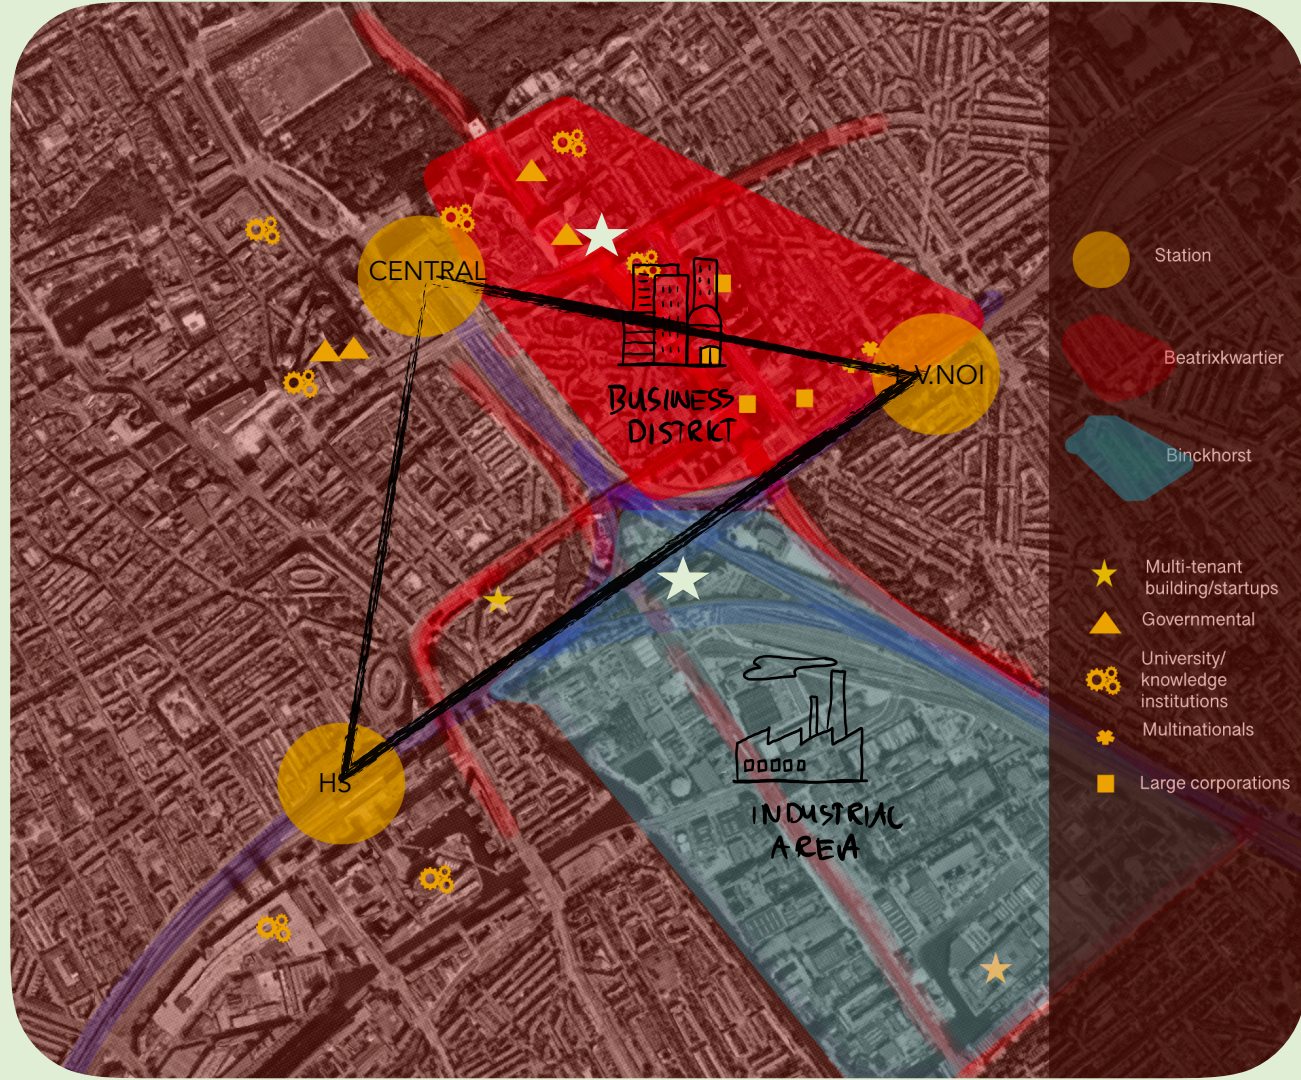 CENTRAL
V.NOI
BUSINESS
DISTRIKT
HS
INDUSTRIAL
AREA
Station
Beatrixkwartier
Binckhorst
Multi-tenant
building/startups
Governmental
University/
knowledge
institutions
Multinationals
Large corporations